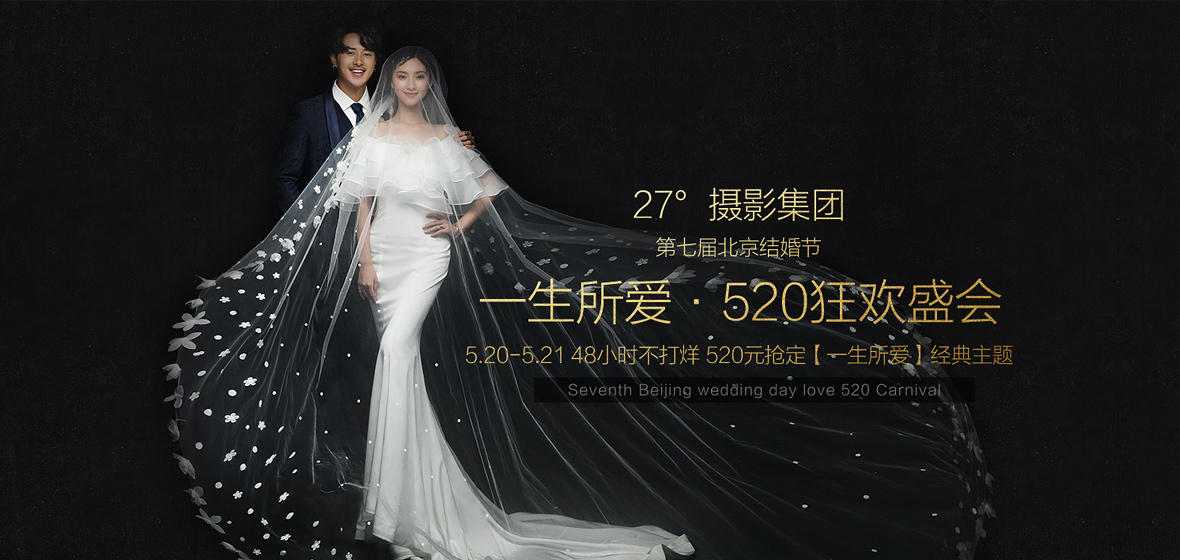 27° 摄影集团
第七届北京结婚节
一生所爱·520狂欢盛会
5.20-5.21 48小时不打烊 520元抢定【一生所爱】经典主题
Seventh Beijing wedding day love 520 Carnival